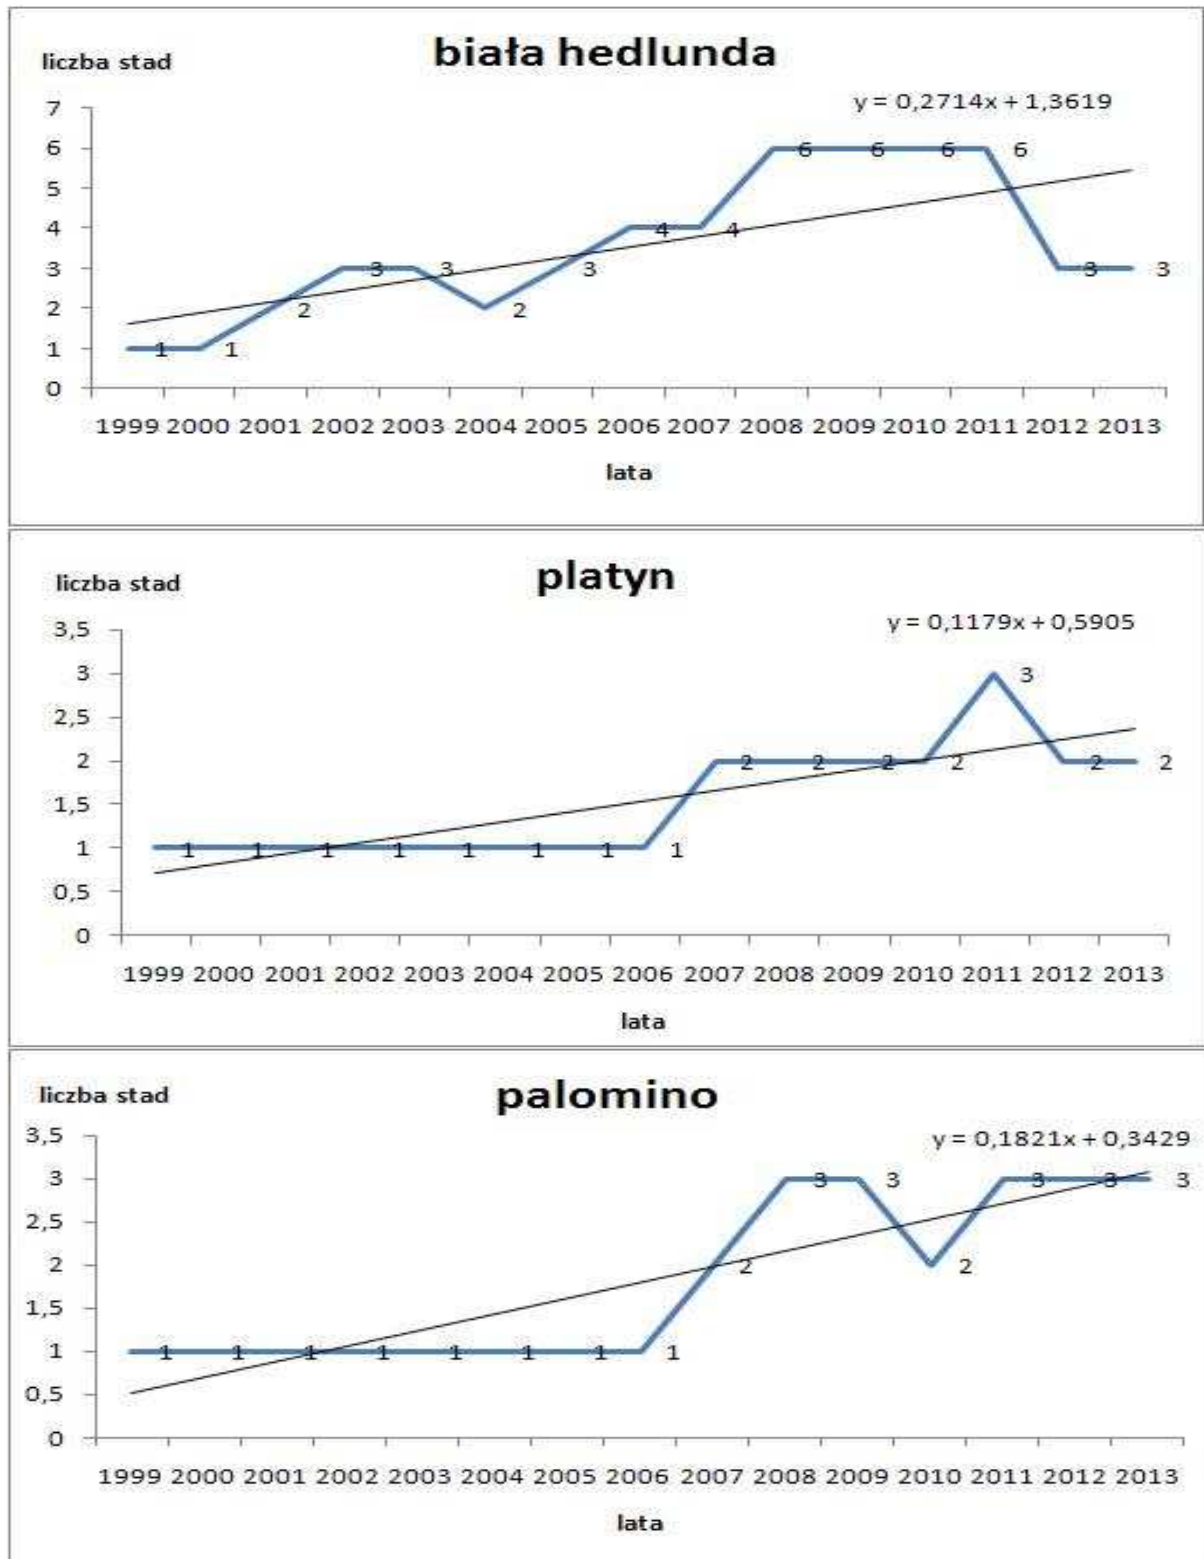 biała hedlunda
liczba stad
y = 0,2714x + 1,3619
7
6
5
4
3
2
1
0
1 1 2 3 3 2 3 4 4 6 6 6 6 3 3
1999 2000 2001 2002 2003 2004 2005 2006 2007 2008 2009 2010 2011 2012 2013
lata
platyn
liczba stad
y = 0,1179x + 0,5905
3,5
3
2,5
2
1,5
1
0,5
0
1 1 1 1 1 1 1 1 2 2 2 2 3 2 2
1999 2000 2001 2002 2003 2004 2005 2006 2007 2008 2009 2010 2011 2012 2013
lata
palomino
liczba stad
y = 0,1821x + 0,3429
3,5
3
2,5
2
1,5
1
0,5
0
1 1 1 1 1 1 1 1 2 3 3 2 3 3 3
1999 2000 2001 2002 2003 2004 2005 2006 2007 2008 2009 2010 2011 2012 2013
lata